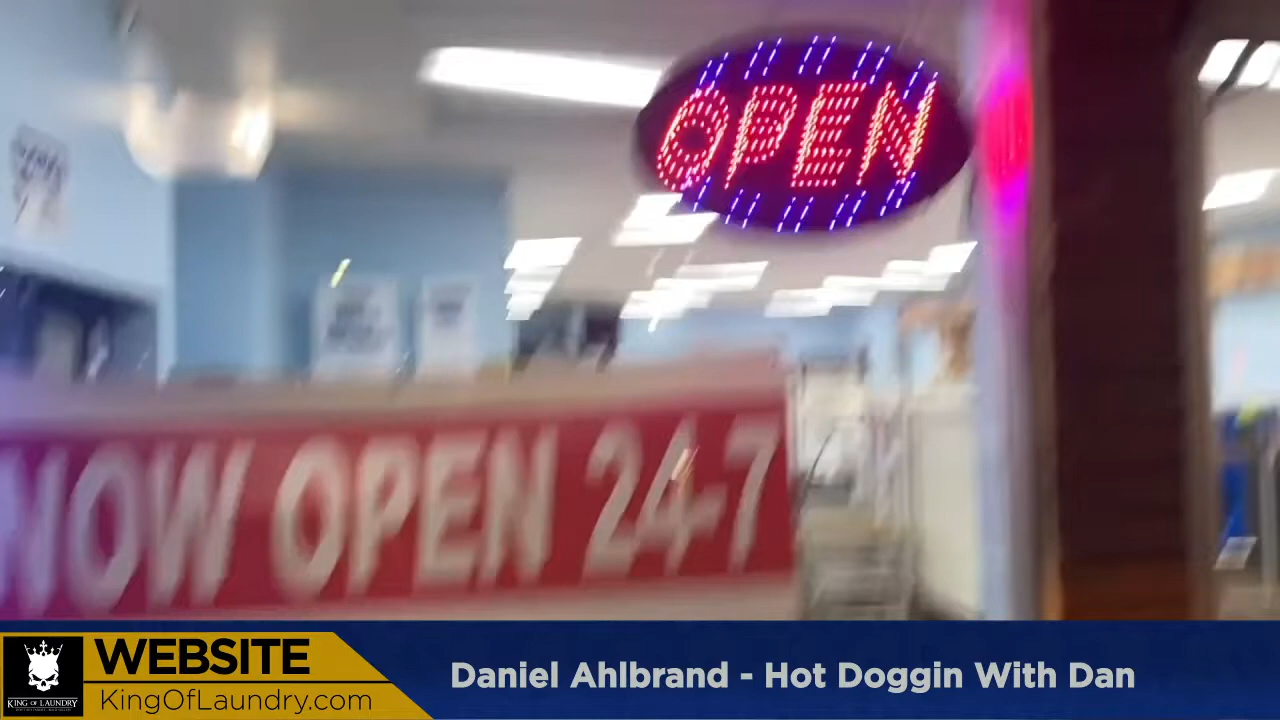 OPEN
NOW OPEN 24-7
WEBSITE
KingOfLaundry.com
KING OF LAUNDRY
Daniel Ahlbrand - Hot Doggin With Dan